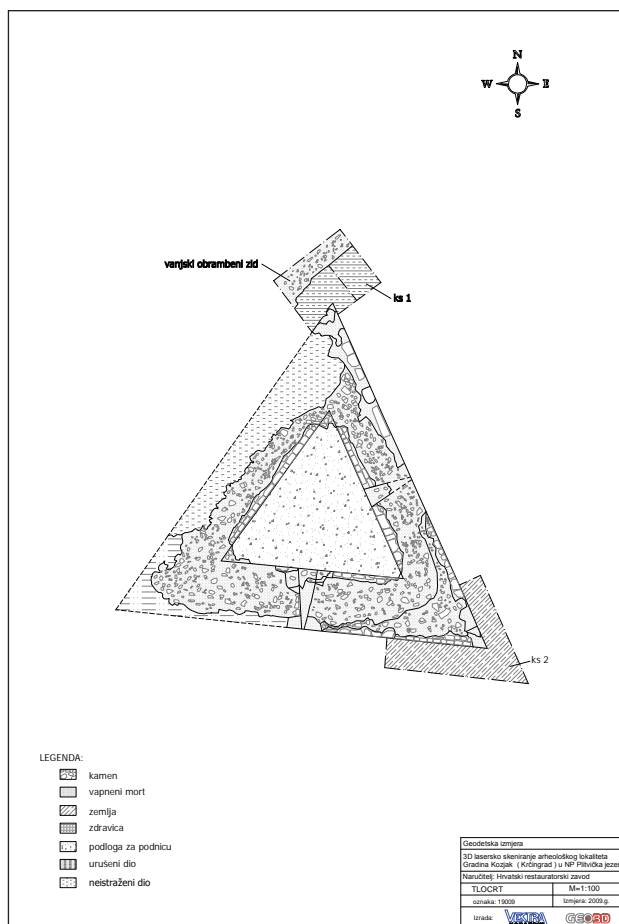 N
W E
S
vanjski obrambeni zid
ks 1
ks 2
LEGENDA:
kamen
vapneni mort
zemlja
zdravica
podloga za podnicu
urušeni dio
neistraženi dio
Geodetska izmjera
3D lasersko skeniranje arheološkog lokaliteta
Gradina Kozjak ( Krčingrad ) u NP Plitvička jezer
Naručitelj: Hrvatski restauratorski zavod
TLOCRT M=1:100
oznaka: 19009 Izmjera: 2009.g.
Izrada: VEKTRA GEO3D